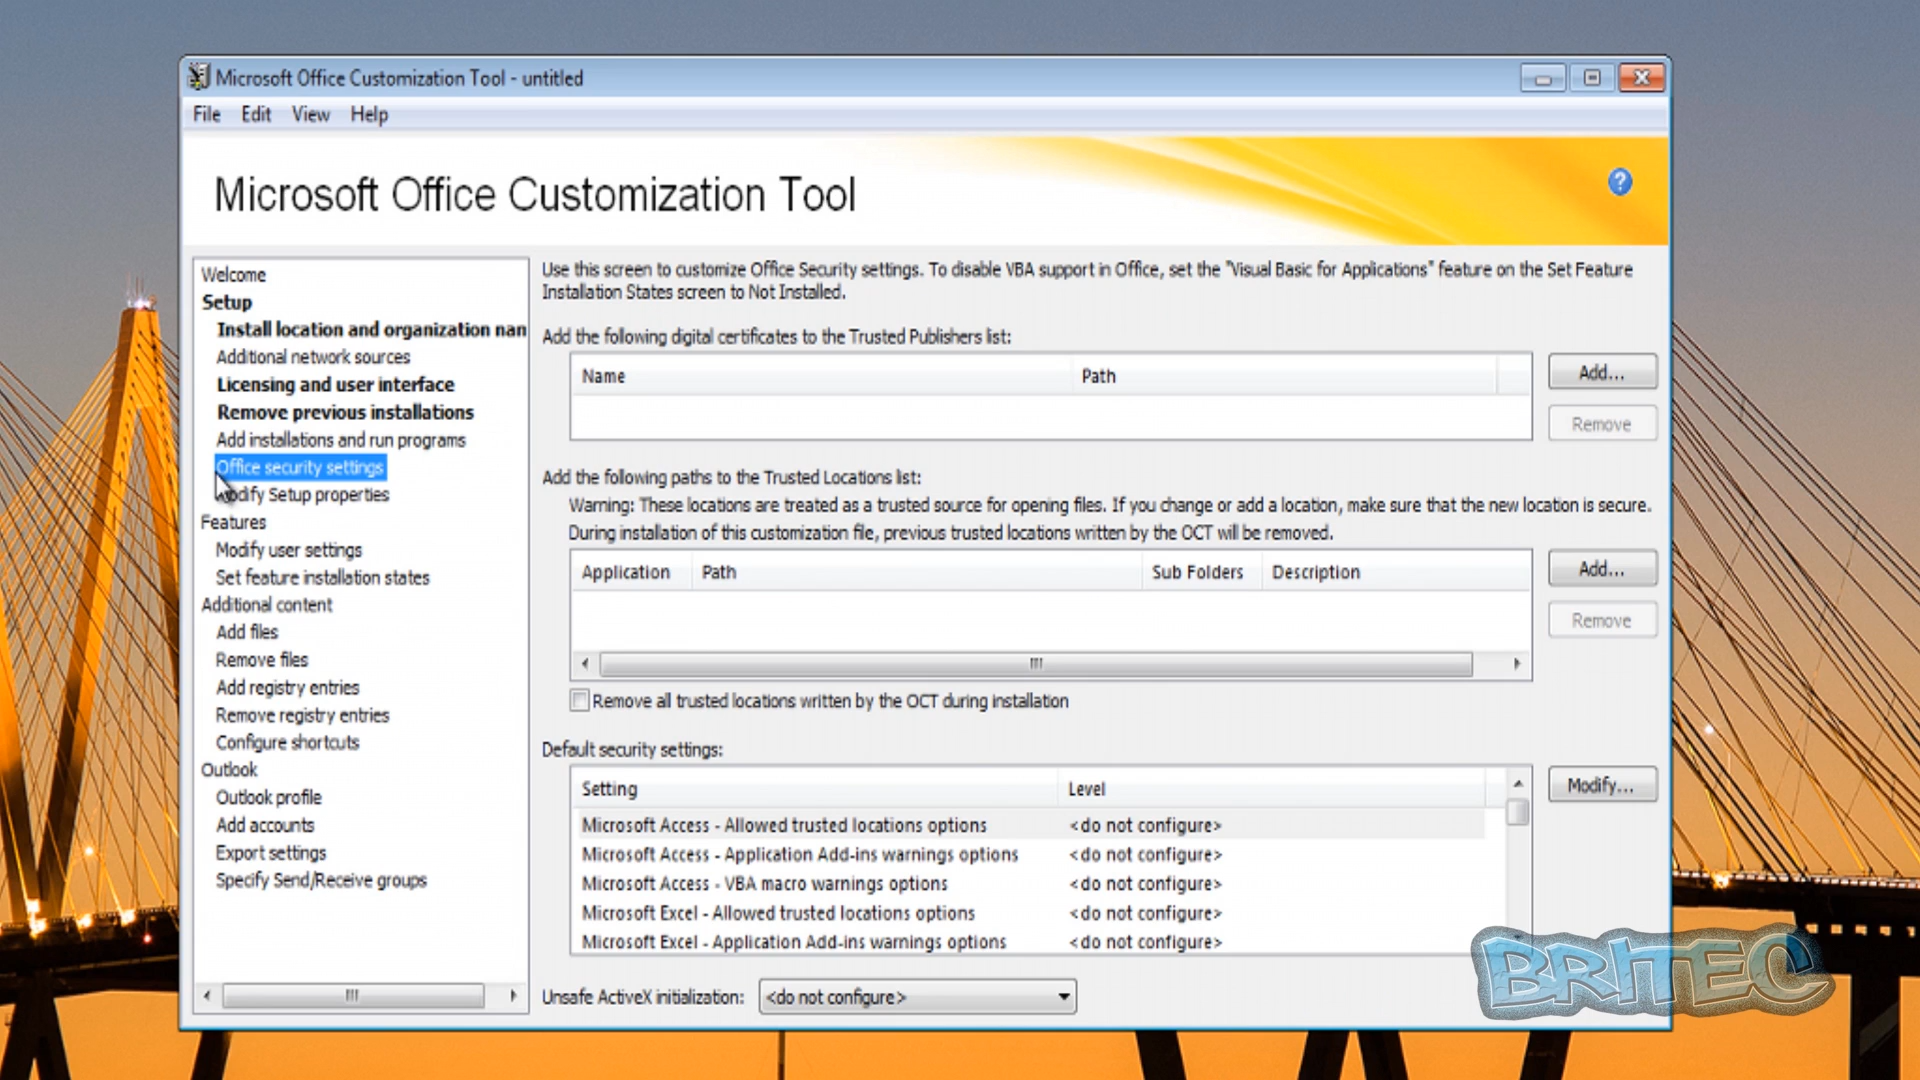 Microsoft Office Customization Tool - untitled
File Edit View Help
Microsoft Office Customization Tool
?
Welcome
Setup
Install location and organization nan
Additional network sources
Licensing and user interface
Remove previous installations
Add installations and run programs
Office security settings
odify Setup properties
Features
Modify user settings
Set feature installation states
Additional content
Add files
Remove files
Add registry entries
Remove registry entries
Configure shortcuts
Outlook
Outlook profile
Add accounts
Export settings
Specify Send/Receive groups
Use this screen to customize Office Security settings. To disable VBA support in Office, set the "Visual Basic for Applications" feature on the Set Feature
Installation States screen to Not Installed.
Add the following digital certificates to the Trusted Publishers list:
Name Path
Add...
Remove
Add the following paths to the Trusted Locations list:
Warning: These locations are treated as a trusted source for opening files. If you change or add a location, make sure that the new location is secure.
During installation of this customization file, previous trusted locations written by the OCT will be removed.
Application Path Sub Folders Description
Add...
Remove
Remove all trusted locations written by the OCT during installation
Default security settings:
Setting Level
Modify...
Microsoft Access - Allowed trusted locations options <do not configure>
Microsoft Access - Application Add-ins warnings options <do not configure>
Microsoft Access - VBA macro warnings options <do not configure>
Microsoft Excel - Allowed trusted locations options <do not configure>
Microsoft Excel - Application Add-ins warnings options <do not configure>
Unsafe ActiveX initialization: <do not configure>
BRITEC